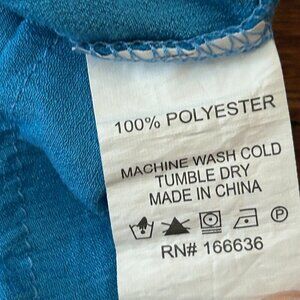 100% POLYESTER
MACHINE WASH COLD
TUMBLE DRY
MADE IN CHINA
P
RN# 166636